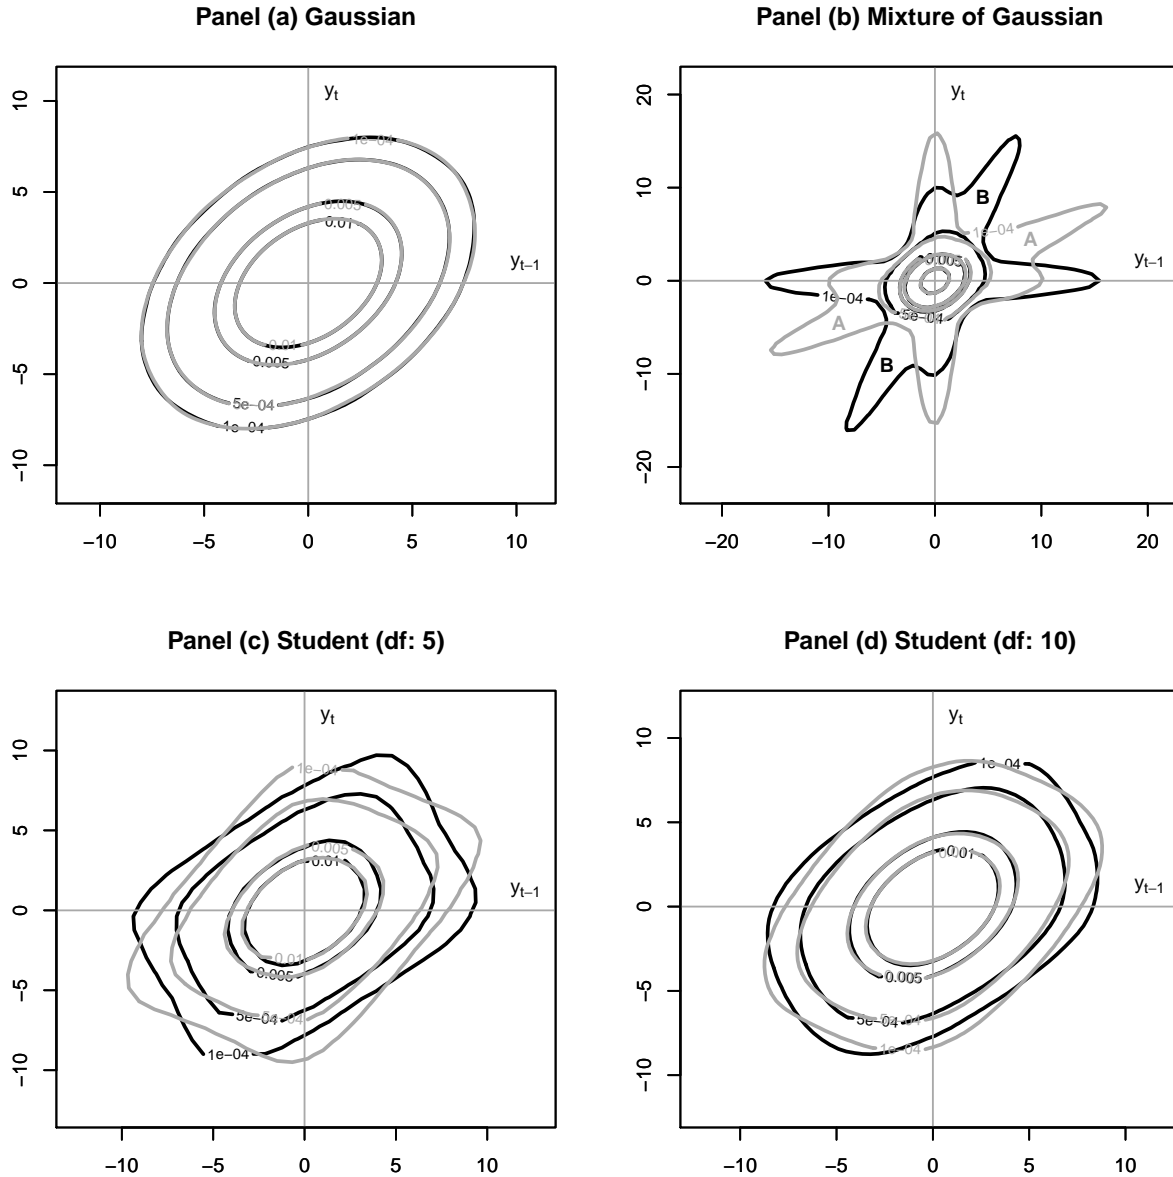 Panel (a) Gaussian
10
5
0
−5
−10
−10 −5 0 5 10
yt
yt−1
1e−04
0.005
0.01
0.01
0.005
5e−04
1e−04
Panel (b) Mixture of Gaussian
20
10
0
−10
−20
−20 −10 0 10 20
yt
yt−1
B
1e−04
A
0.005
1e−04
5e−04
A
B
Panel (c) Student (df: 5)
10
5
0
−5
−10
−10 −5 0 5 10
yt
yt−1
1e−04
0.005
0.01
0.01
0.005
5e−04
1e−04
Panel (d) Student (df: 10)
10
5
0
−5
−10
−10 −5 0 5 10
yt
yt−1
1e−04
0.01
0.005
5e−04
1e−04